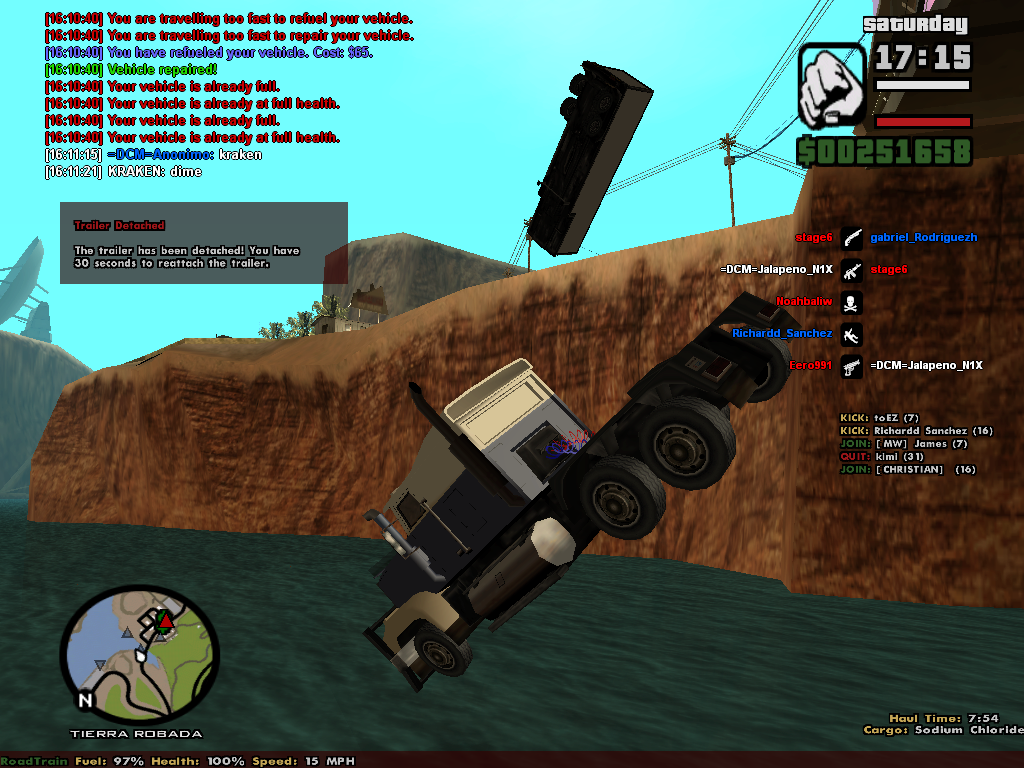 [16:10:40] You are travelling too fast to refuel your vehicle.
[16:10:40] You are travelling too fast to repair your vehicle.
[16:10:40] You have refueled your vehicle. Cost: $65.
[16:10:40] Vehicle repaired!
[16:10:40] Your vehicle is already full.
[16:10:40] Your vehicle is already at full health.
[16:10:40] Your vehicle is already full.
[16:10:40] Your vehicle is already at full health.
[16:11:15] =DCM=Anonimo: kraken
[16:11:21] KRAKEN: dime
Saturday
17:15
$00251658
Trailer Detached
The trailer has been detached! You have
30 seconds to reattach the trailer.
stage6 gabriel_Rodriguezh
=DCM=Jalapeno_N1X stage6
Noahbaliw
Richardd_Sanchez
Eero991 =DCM=Jalapeno_N1X
KICK: toEZ (7)
KICK: Richardd_Sanchez (16)
JOIN: [MW]_James (7)
QUIT: kiml (31)
JOIN: [CHRISTIAN]_ (16)
N
TIERRA ROBADA
Haul Time: 7:54
Cargo: Sodium Chloride
RoadTrain Fuel: 97% Health: 100% Speed: 15 MPH